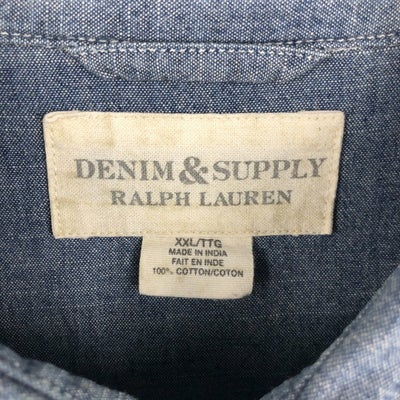 DENIM & SUPPLY
RALPH LAUREN
XXL/TTG
MADE IN INDIA
FAIT EN INDE
100% COTTON/COTON